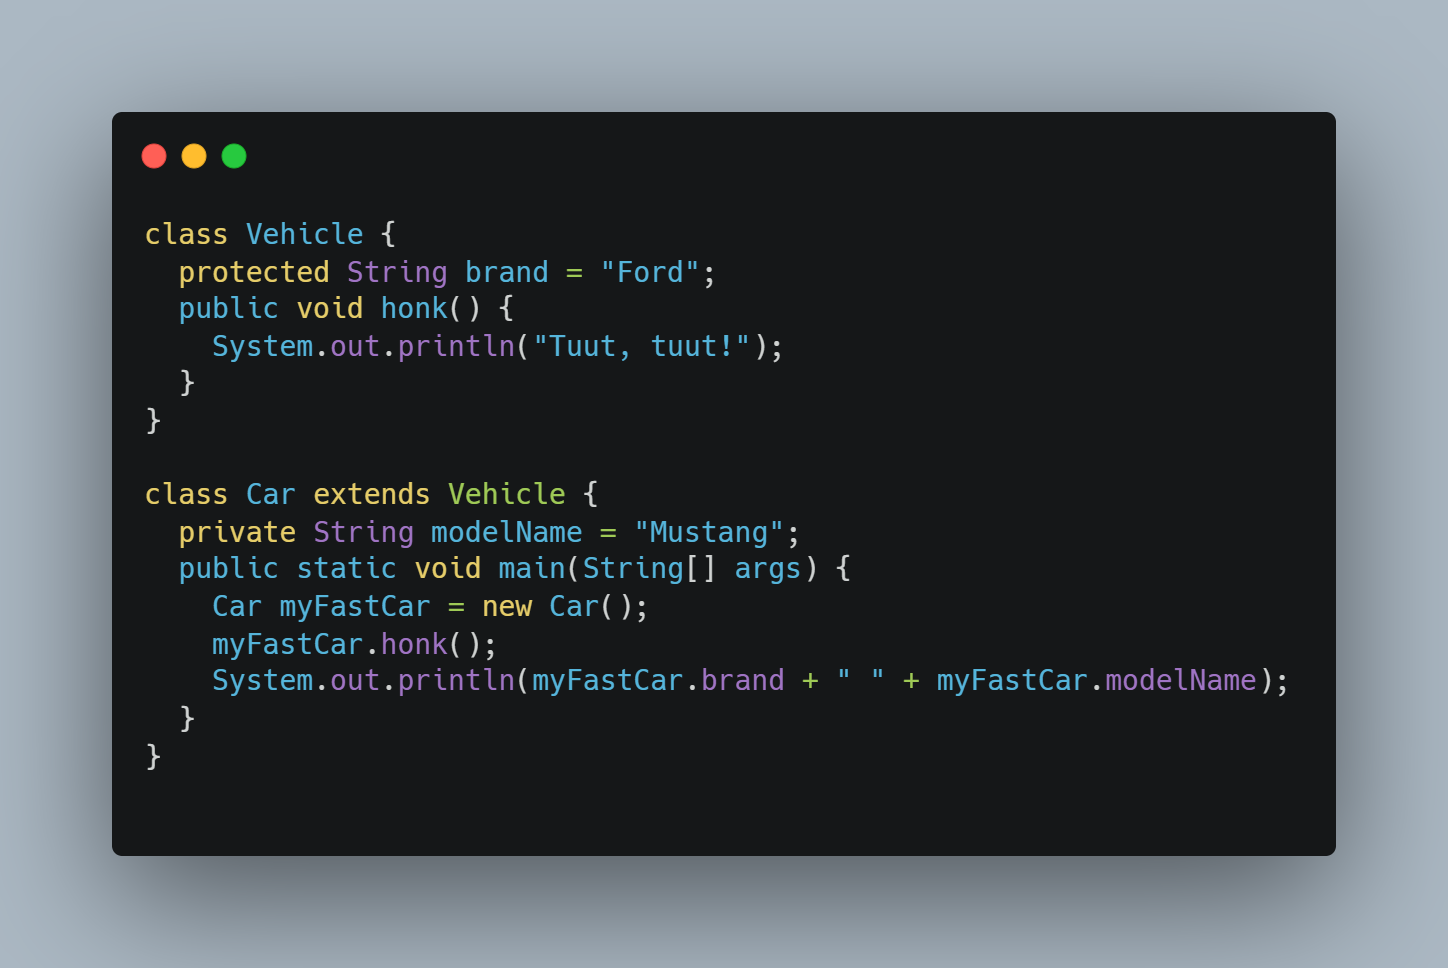 class Vehicle {
  protected String brand = "Ford";
  public void honk() {
    System.out.println("Tuut, tuut!");
  }
}

class Car extends Vehicle {
  private String modelName = "Mustang";
  public static void main(String[] args) {
    Car myFastCar = new Car();
    myFastCar.honk();
    System.out.println(myFastCar.brand + " " + myFastCar.modelName);
  }
}